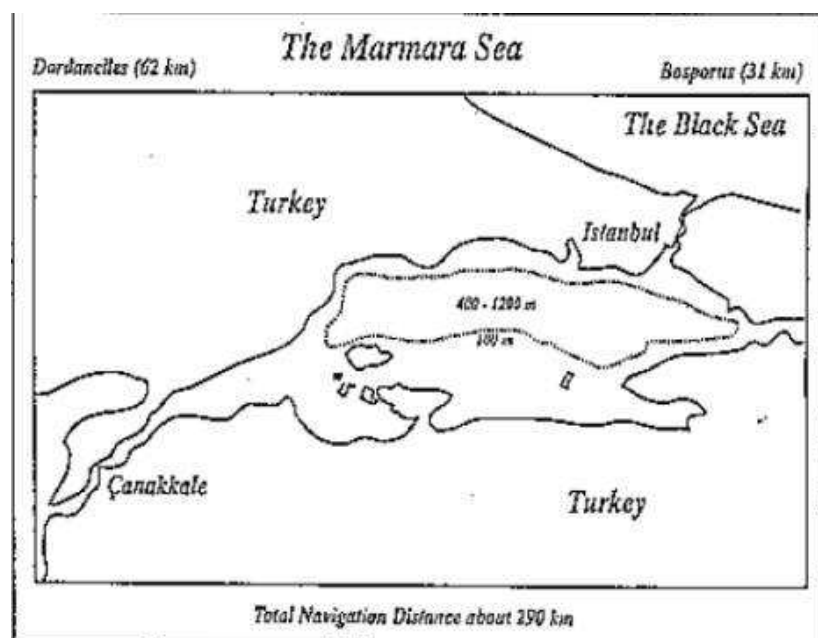 The Marmara Sea
Dardanelles (62 km)
Bosporus (31 km)
The Black Sea
Turkey
Istanbul
400 - 1200 m
100 m
Çanakkale
Turkey
Total Navigation Distance about 290 km